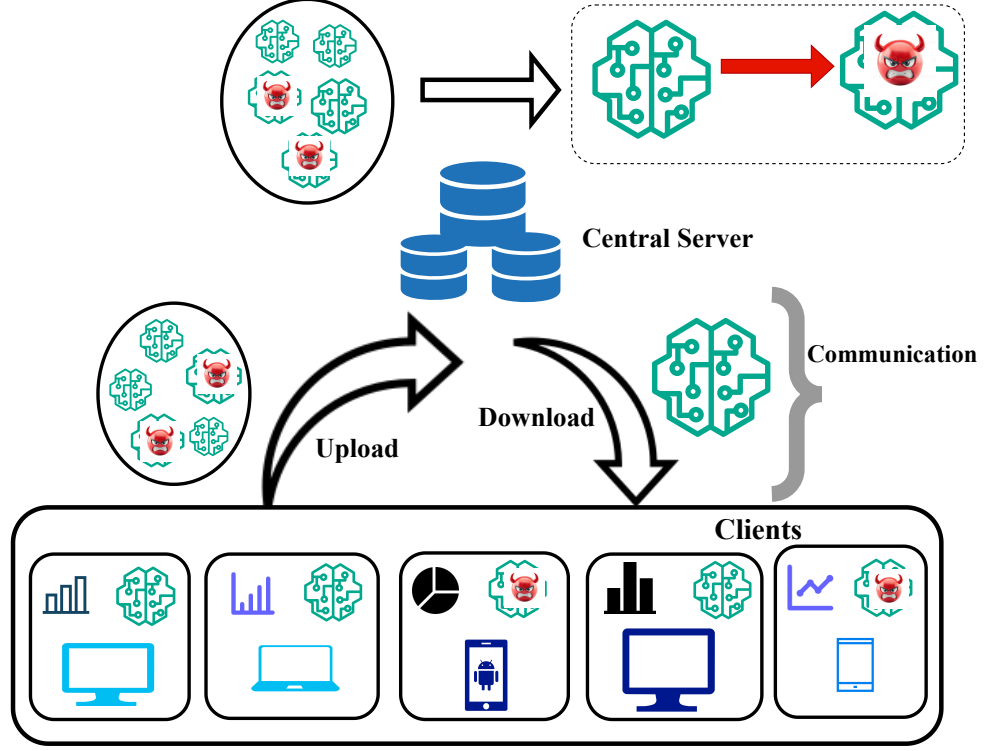 Central Server
Communication
Download
Upload
Clients